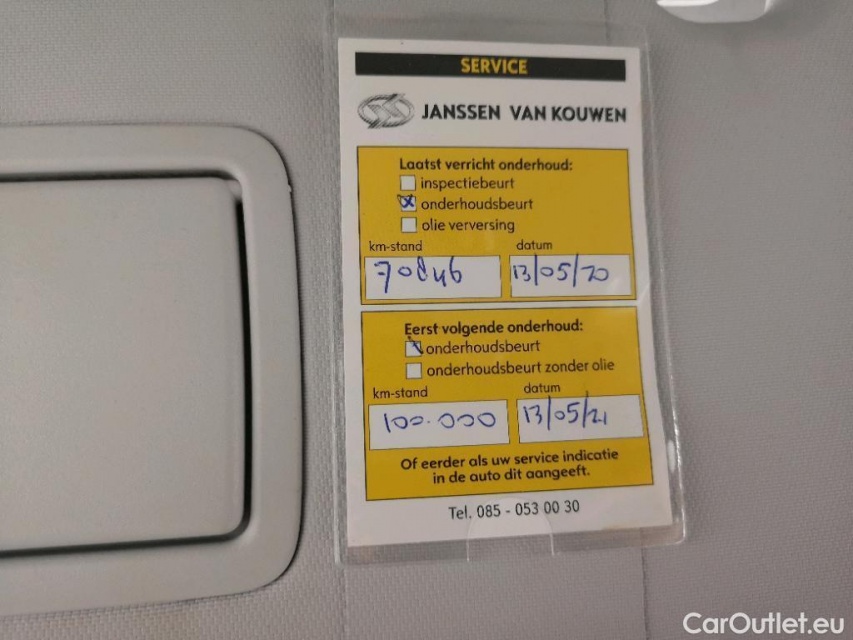 SERVICE
JANSSEN VAN KOUWEN
Laatst verricht onderhoud:
inspectiebeurt
onderhoudsbeurt
olie verversing
km-stand datum
70846 13/05/20
Eerst volgende onderhoud:
onderhoudsbeurt
onderhoudsbeurt zonder olie
km-stand datum
100.000 13/05/21
Of eerder als uw service indicatie
in de auto dit aangeeft.
Tel. 085 - 053 00 30
CarOutlet.eu